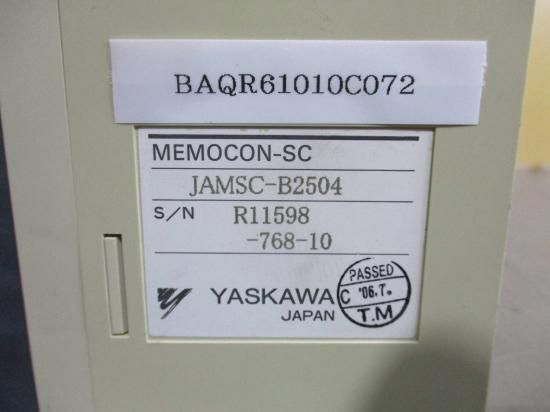 BAQR61010C072
MEMOCON-SC
JAMSC-B2504
S/N R11598
-768-10
YASKAWA
JAPAN
PASSED
C '06.7.
T.M